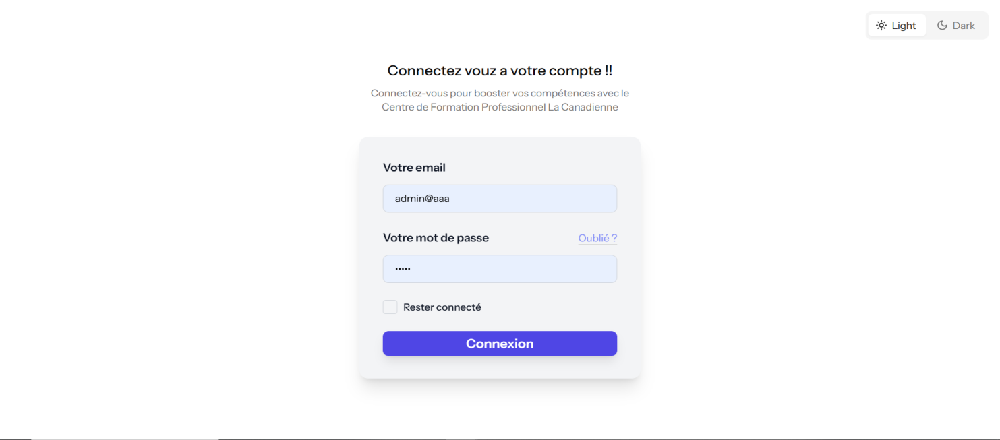 Light Dark
Connectez vouz a votre compte !!
Connectez-vous pour booster vos compétences avec le
Centre de Formation Professionnel La Canadienne
Votre email
admin@aaa
Votre mot de passe Oublié ?
•••••
Rester connecté
Connexion